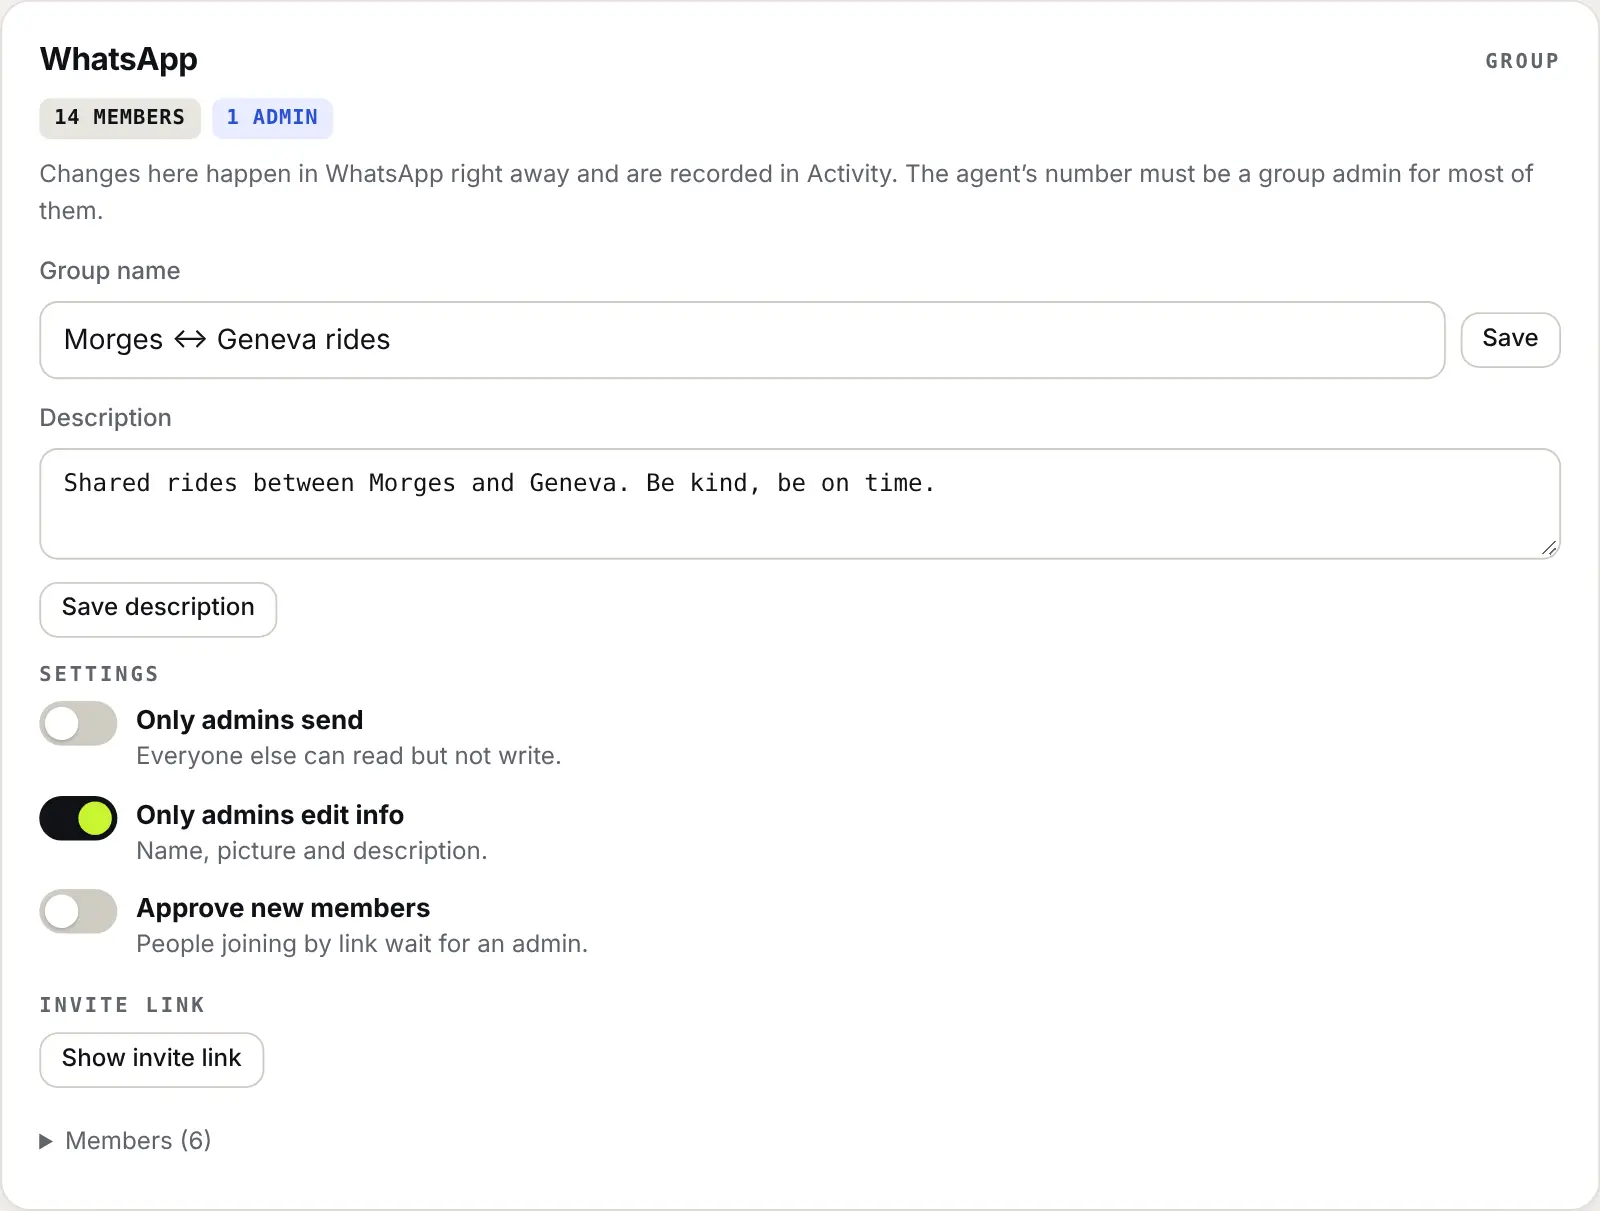 WhatsApp
GROUP
14 MEMBERS
1 ADMIN
Changes here happen in WhatsApp right away and are recorded in Activity. The agent’s number must be a group admin for most of
them.
Group name
Morges ↔ Geneva rides
Save
Description
Shared rides between Morges and Geneva. Be kind, be on time.
Save description
SETTINGS
Only admins send
Everyone else can read but not write.
Only admins edit info
Name, picture and description.
Approve new members
People joining by link wait for an admin.
INVITE LINK
Show invite link
Members (6)